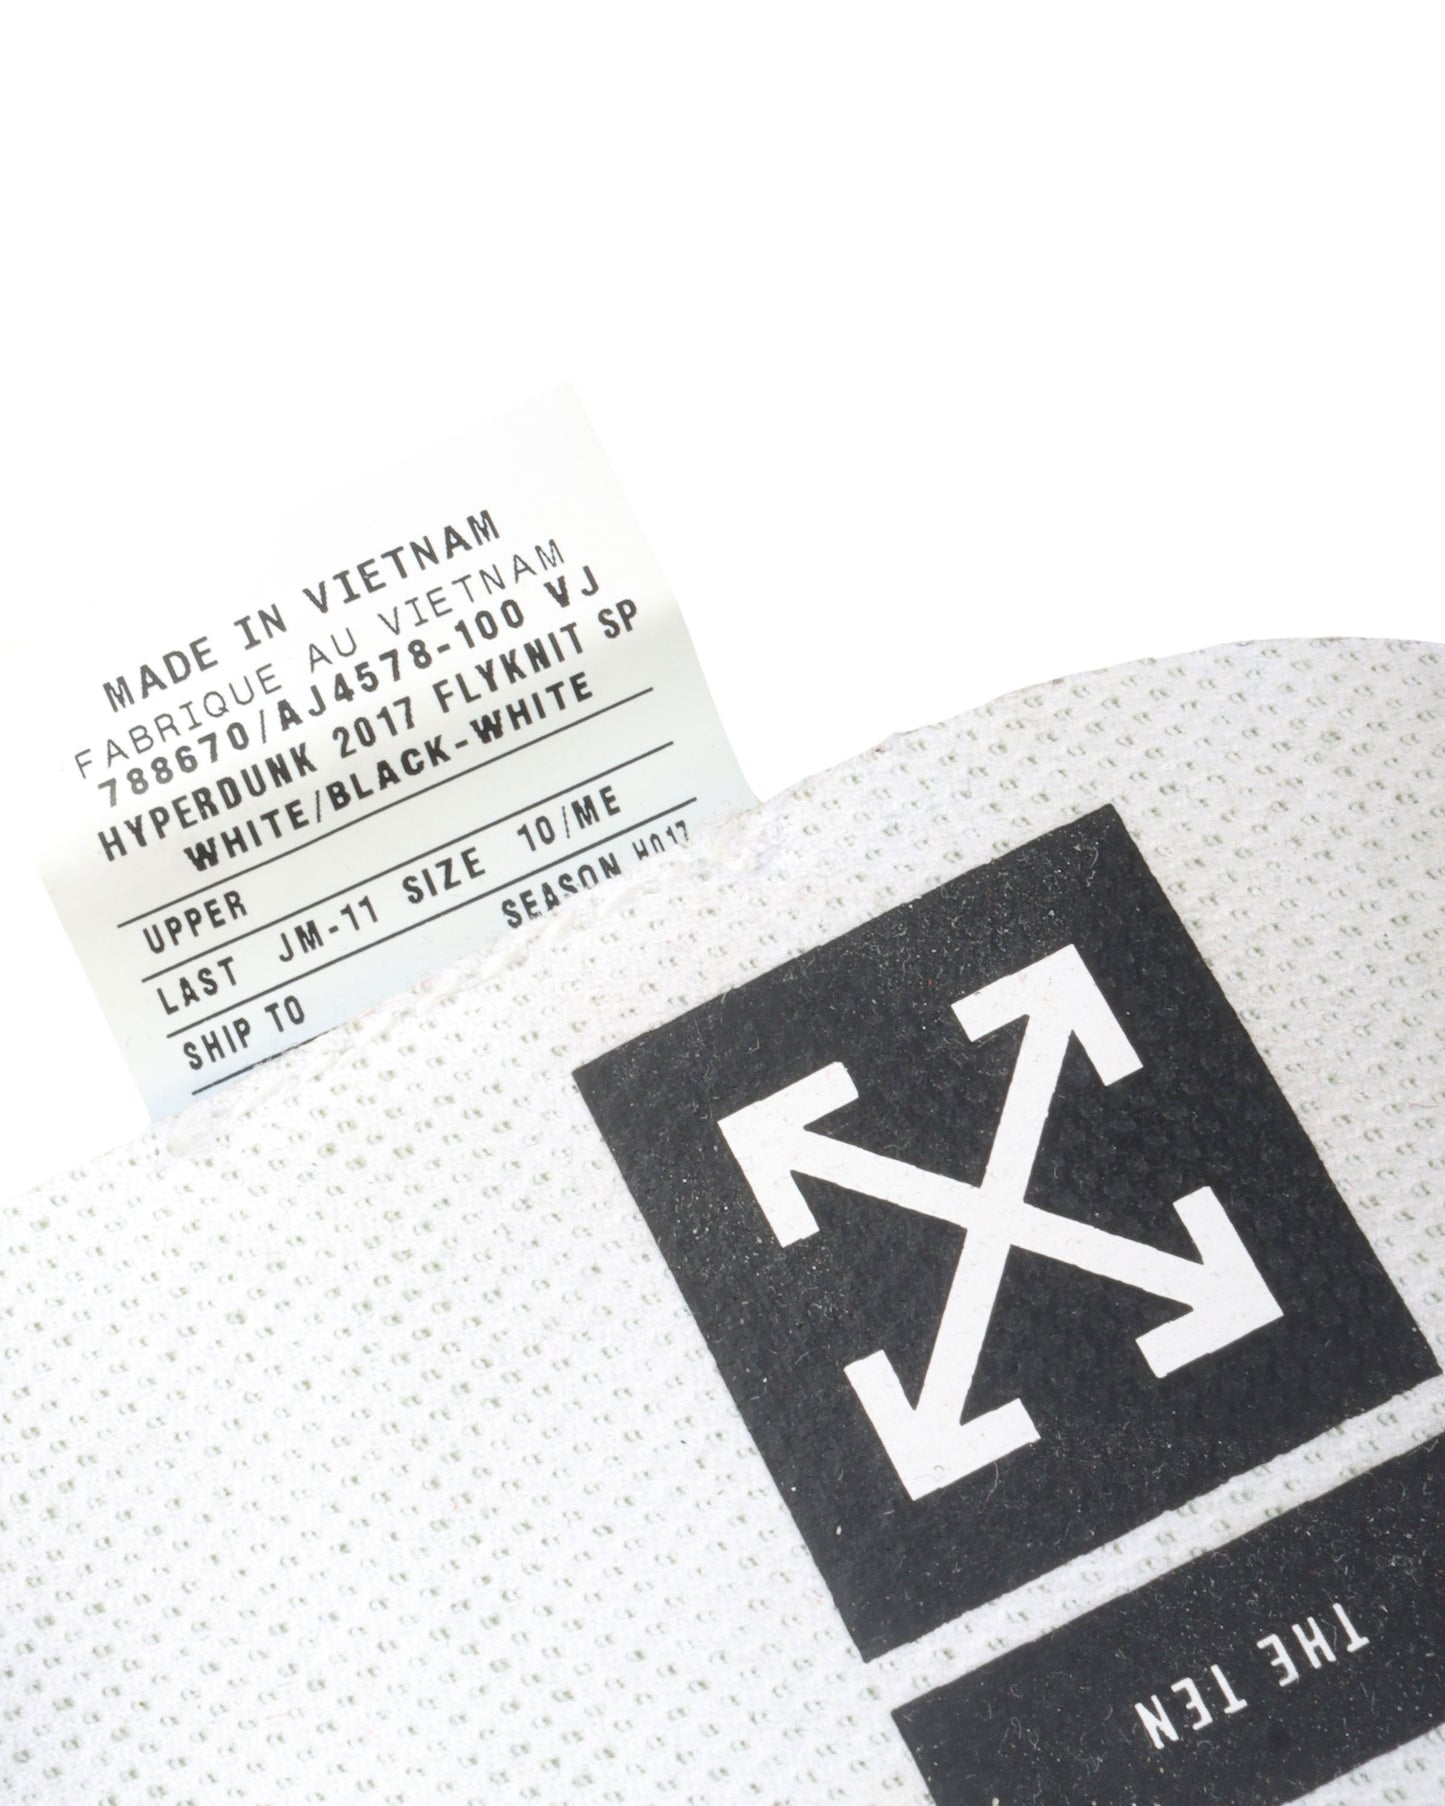 MADE IN VIETNAM
FABRIQUE AU VIETNAM
788670/AJ4578-100 VJ
HYPERDUNK 2017 FLYKNIT SP
WHITE/BLACK-WHITE
UPPER
LAST JM-11 SIZE 10/ME
SHIP TO SEASON HO17
THE TEN